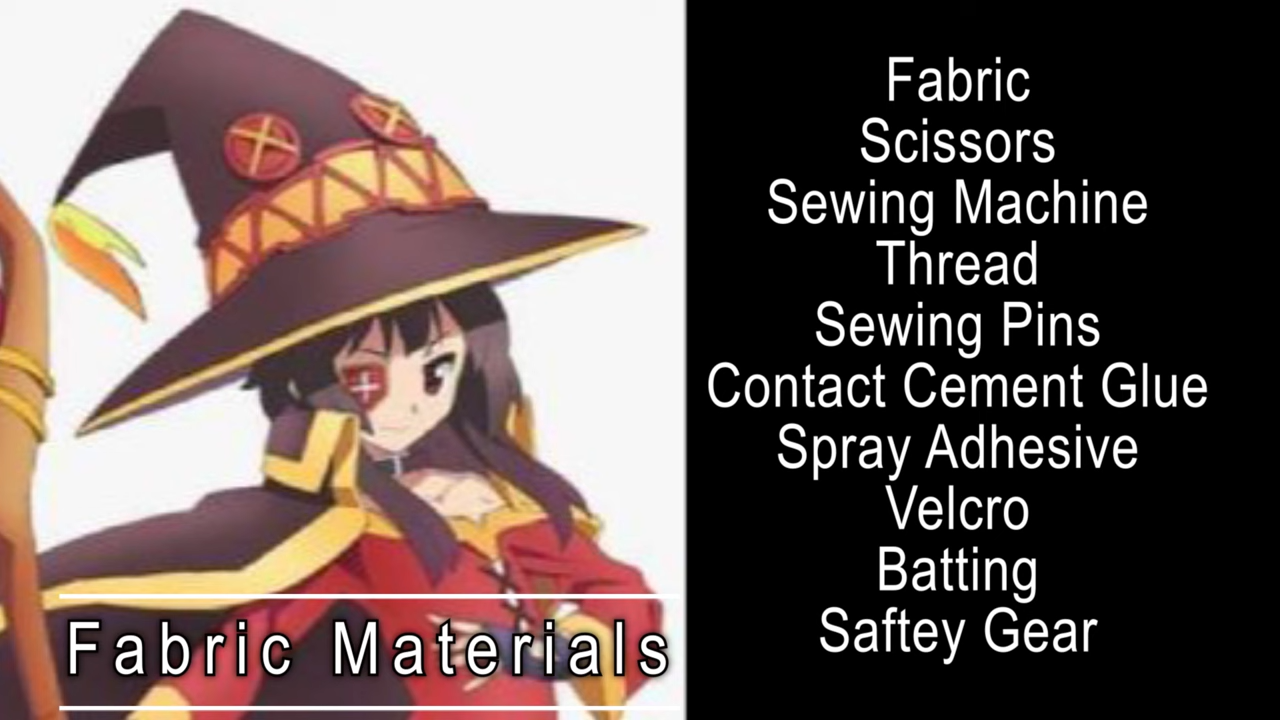 Fabric Materials
Fabric
Scissors
Sewing Machine
Thread
Sewing Pins
Contact Cement Glue
Spray Adhesive
Velcro
Batting
Saftey Gear